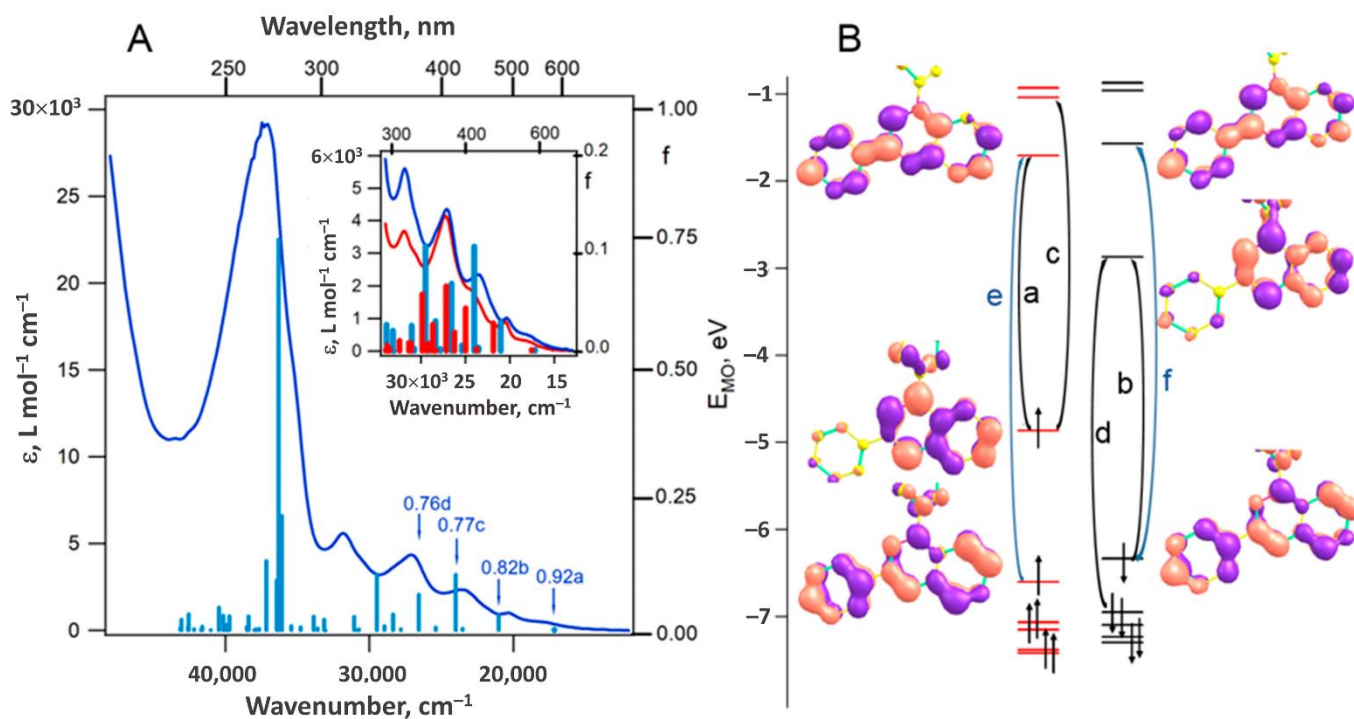 A
Wavelength, nm
250 300 400 500 600
30×10³
25
20
15
10
5
0
ε, L mol⁻¹ cm⁻¹
1.00
f
0.75
0.50
0.25
0.00
300 400 600
6×10³
5
4
3
2
1
0
ε, L mol⁻¹ cm⁻¹
0.2
f
0.1
0.0
30×10³ 25 20 15
Wavenumber, cm⁻¹
0.76d
0.77c
0.82b
0.92a
40,000 30,000 20,000
Wavenumber, cm⁻¹
B
−1
−2
−3
−4
−5
−6
−7
E_MO, eV
e
a
c
d
b
f